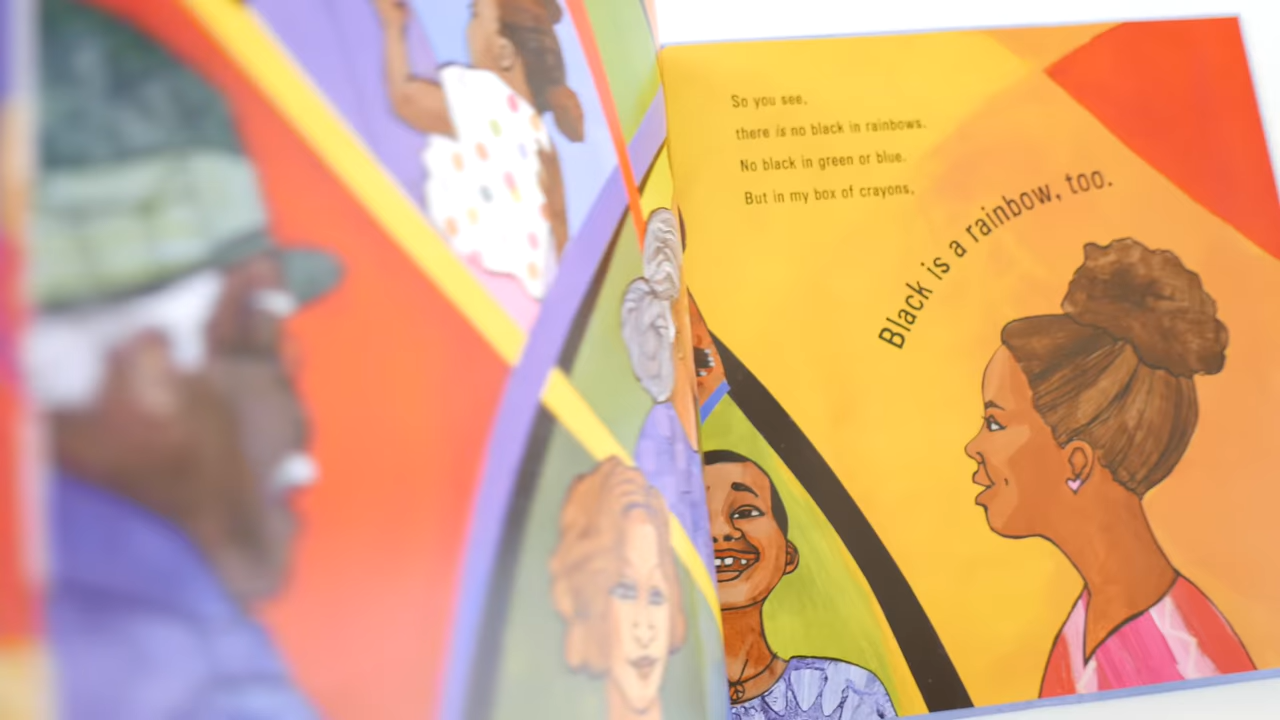 So you see,
there is no black in rainbows.
No black in green or blue.
But in my box of crayons,
Black is a rainbow, too.